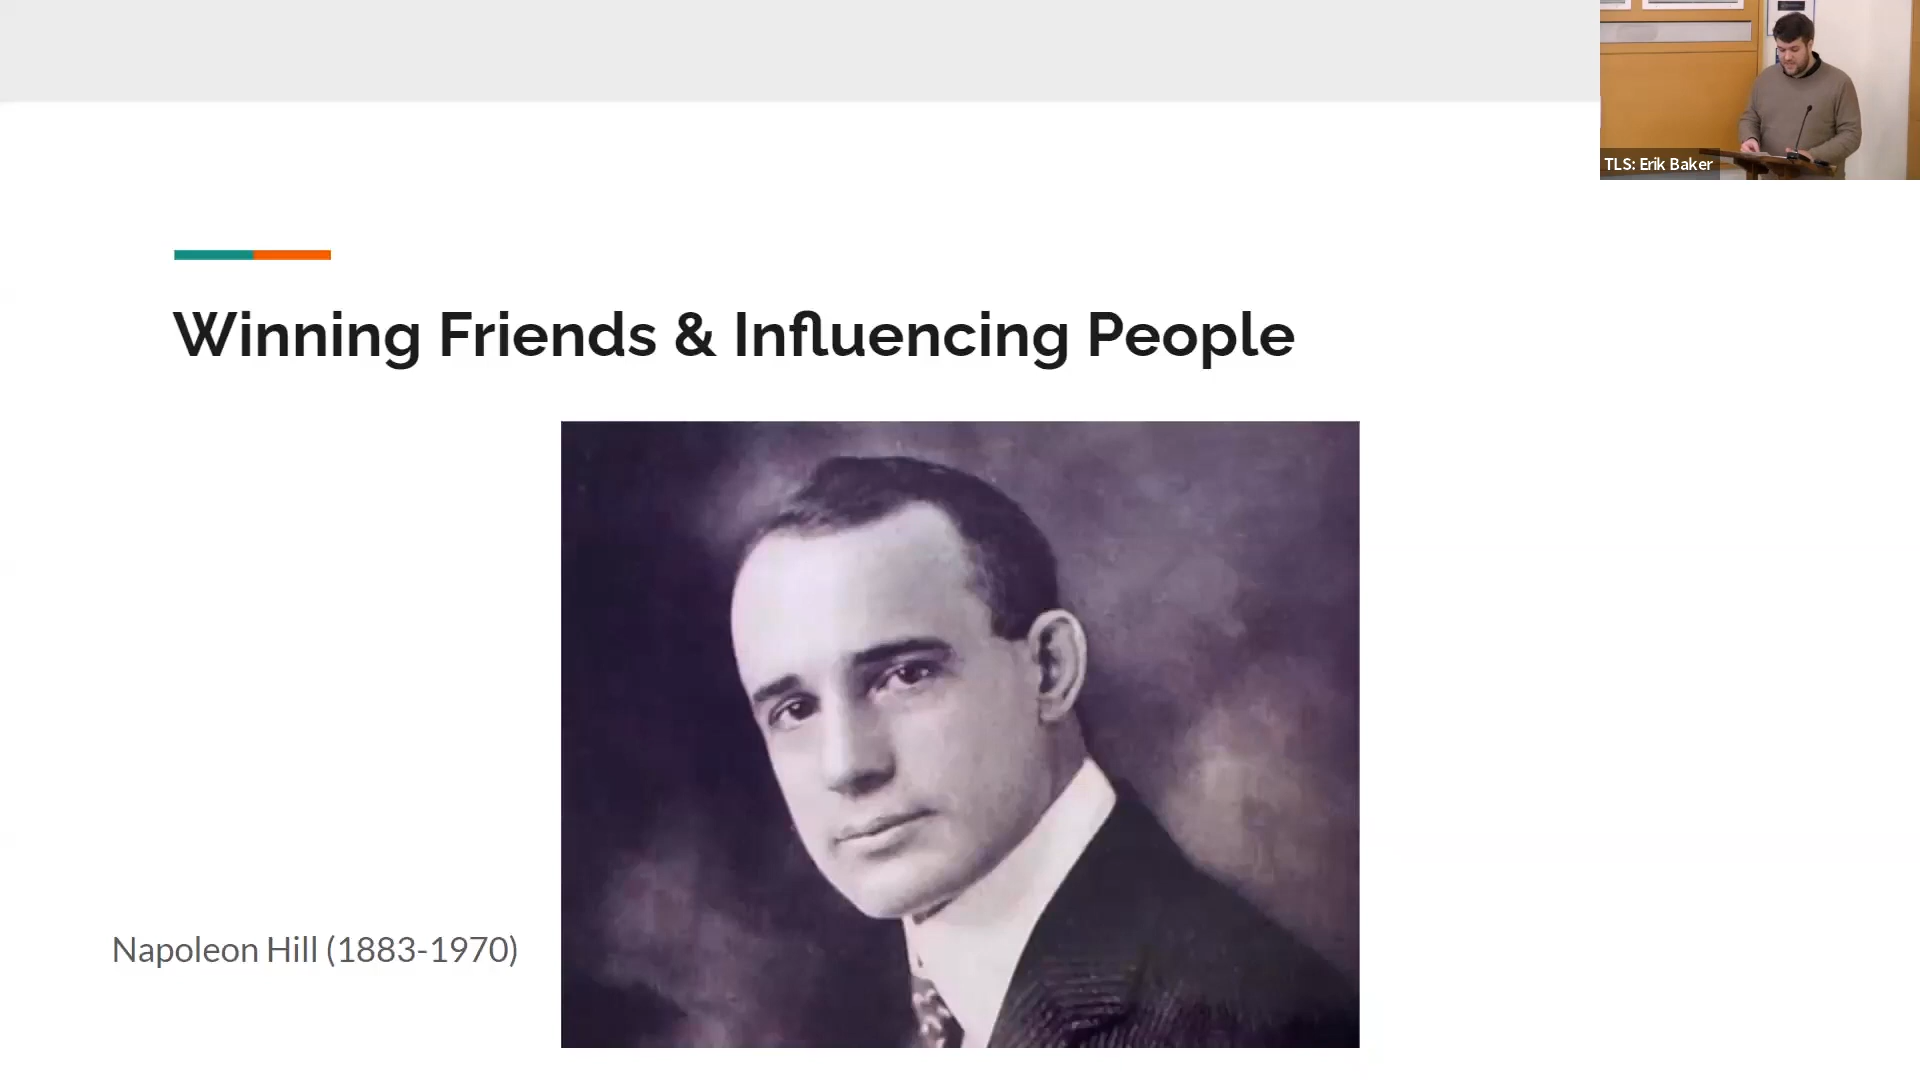 TLS: Erik Baker
Winning Friends & Influencing People
Napoleon Hill (1883-1970)